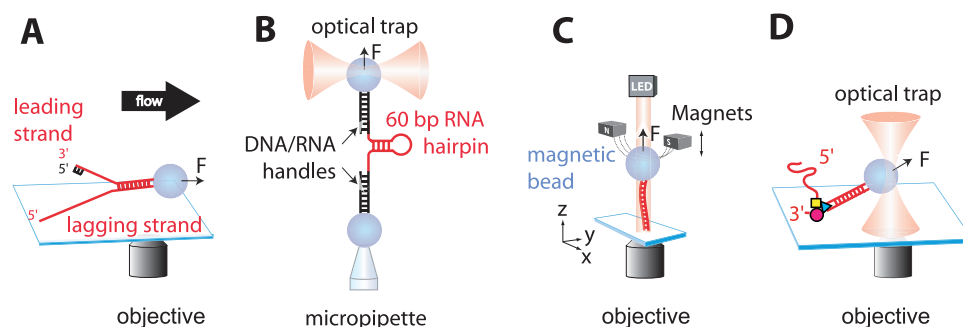 A
flow
leading
strand
3'
5'
F
5'
lagging strand
objective
B
optical trap
F
60 bp RNA
hairpin
DNA/RNA
handles
micropipette
C
LED
Magnets
N
S
F
magnetic
bead
z
y
x
objective
D
optical trap
5'
F
3'
objective